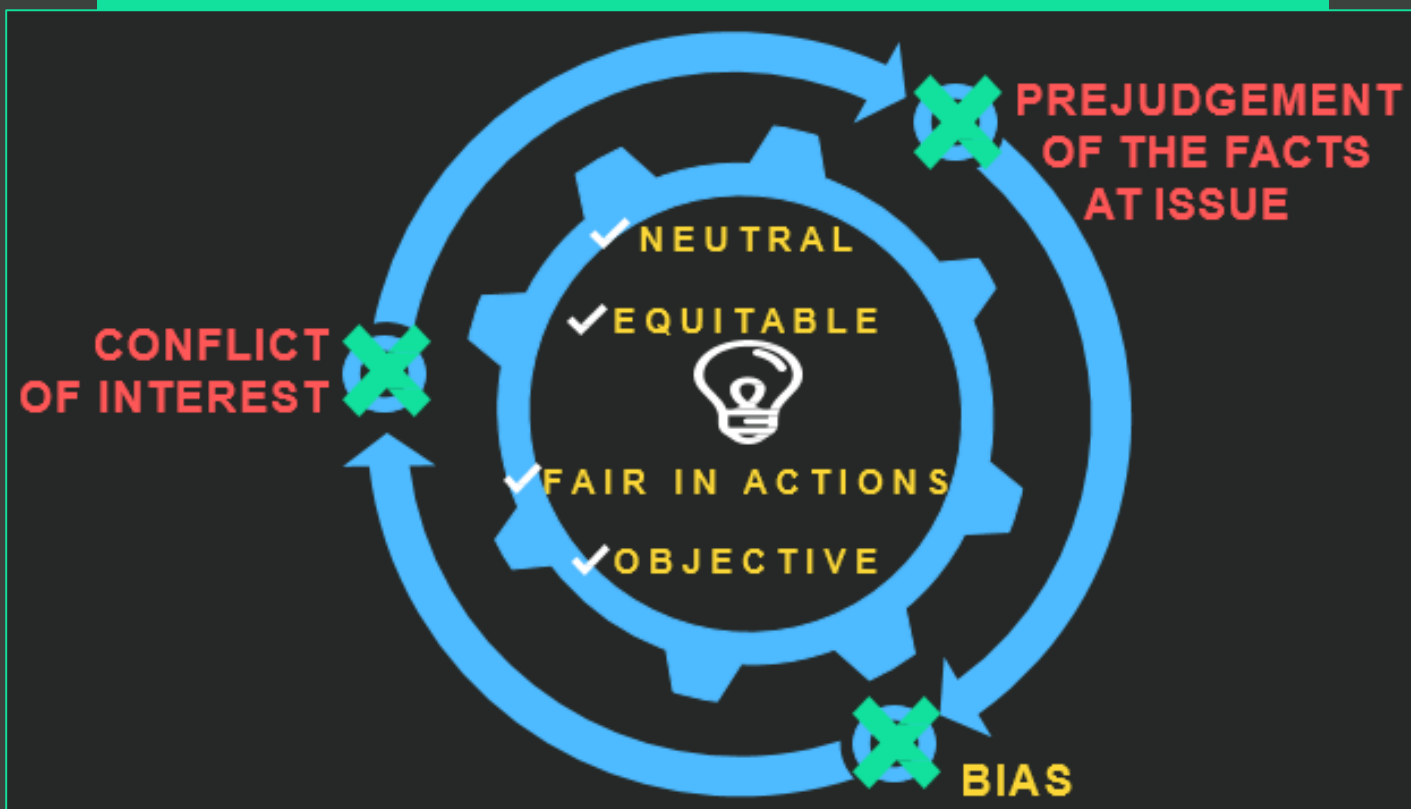 PREJUDGEMENT
OF THE FACTS
AT ISSUE
NEUTRAL
EQUITABLE
CONFLICT
OF INTEREST
FAIR IN ACTIONS
OBJECTIVE
BIAS